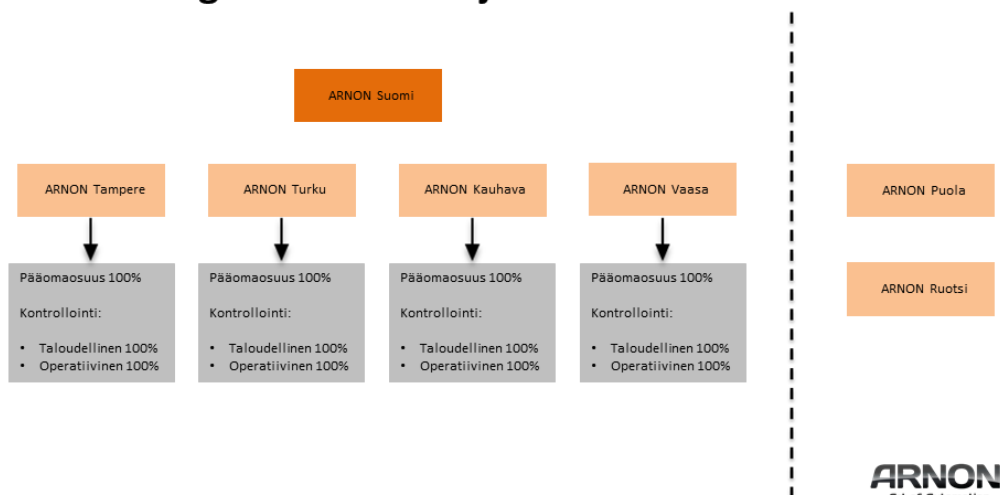 ARNON Suomi
ARNON Tampere
ARNON Turku
ARNON Kauhava
ARNON Vaasa
ARNON Puola
Pääomaosuus 100%
Kontrollointi:
• Taloudellinen 100%
• Operatiivinen 100%
Pääomaosuus 100%
Kontrollointi:
• Taloudellinen 100%
• Operatiivinen 100%
Pääomaosuus 100%
Kontrollointi:
• Taloudellinen 100%
• Operatiivinen 100%
Pääomaosuus 100%
Kontrollointi:
• Taloudellinen 100%
• Operatiivinen 100%
ARNON Ruotsi
ARNON